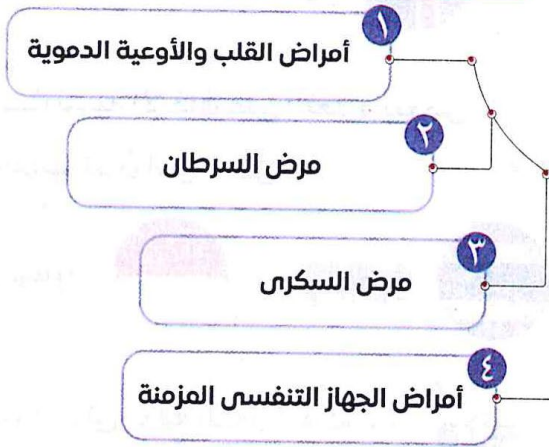 ١
أمراض القلب والأوعية الدموية
٢
مرض السرطان
٣
مرض السكرى
٤
أمراض الجهاز التنفسى المزمنة